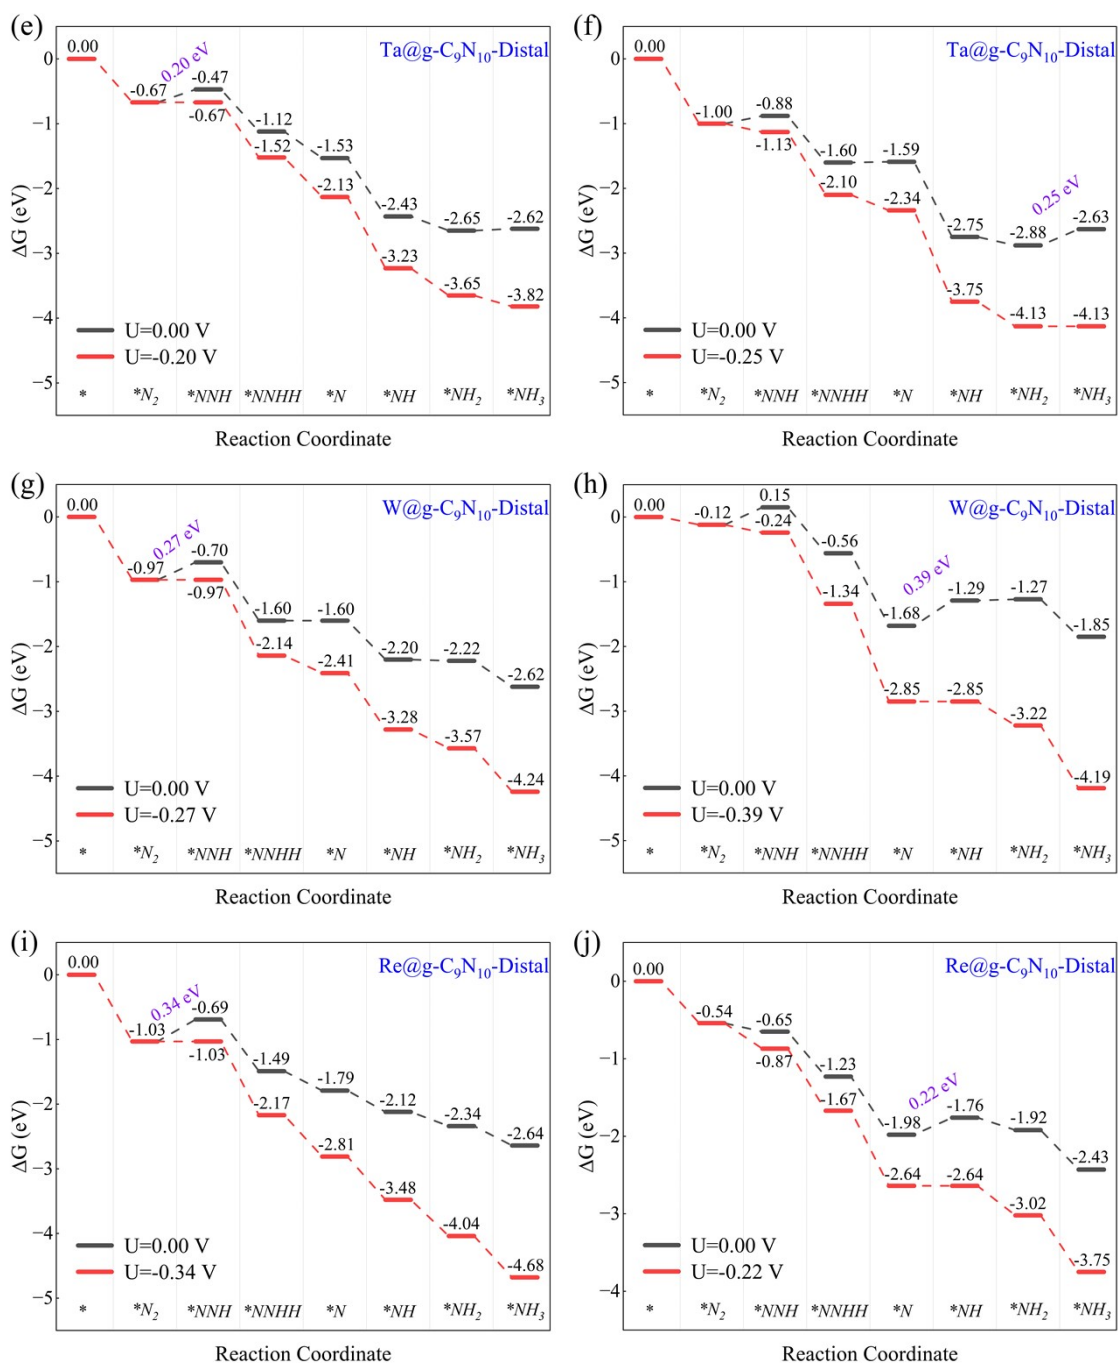 (e)
Ta@g-C₉N₁₀-Distal
0.00
0.20 eV
-0.67
-0.47
-0.67
-1.12
-1.52
-1.53
-2.13
-2.43
-3.23
-2.65
-3.65
-2.62
-3.82
0
−1
−2
−3
−4
−5
ΔG (eV)
U=0.00 V
U=-0.20 V
* *N₂ *NNH *NNHH *N *NH *NH₂ *NH₃
Reaction Coordinate
(f)
Ta@g-C₉N₁₀-Distal
0.00
-1.00
-0.88
-1.13
-1.60
-2.10
-1.59
-2.34
-2.75
-3.75
-2.88
-4.13
0.25 eV
-2.63
-4.13
0
−1
−2
−3
−4
−5
ΔG (eV)
U=0.00 V
U=-0.25 V
* *N₂ *NNH *NNHH *N *NH *NH₂ *NH₃
Reaction Coordinate
(g)
W@g-C₉N₁₀-Distal
0.00
0.27 eV
-0.97
-0.70
-0.97
-1.60
-2.14
-1.60
-2.41
-2.20
-3.28
-2.22
-3.57
-2.62
-4.24
0
−1
−2
−3
−4
−5
ΔG (eV)
U=0.00 V
U=-0.27 V
* *N₂ *NNH *NNHH *N *NH *NH₂ *NH₃
Reaction Coordinate
(h)
W@g-C₉N₁₀-Distal
0.00
-0.12
0.15
-0.24
-0.56
-1.34
0.39 eV
-1.68
-2.85
-1.29
-2.85
-1.27
-3.22
-1.85
-4.19
0
−1
−2
−3
−4
−5
ΔG (eV)
U=0.00 V
U=-0.39 V
* *N₂ *NNH *NNHH *N *NH *NH₂ *NH₃
Reaction Coordinate
(i)
Re@g-C₉N₁₀-Distal
0.00
0.34 eV
-1.03
-0.69
-1.03
-1.49
-2.17
-1.79
-2.81
-2.12
-3.48
-2.34
-4.04
-2.64
-4.68
0
−1
−2
−3
−4
−5
ΔG (eV)
U=0.00 V
U=-0.34 V
* *N₂ *NNH *NNHH *N *NH *NH₂ *NH₃
Reaction Coordinate
(j)
Re@g-C₉N₁₀-Distal
0.00
-0.54
-0.65
-0.87
-1.23
-1.67
0.22 eV
-1.98
-2.64
-1.76
-2.64
-1.92
-3.02
-2.43
-3.75
0
−1
−2
−3
−4
ΔG (eV)
U=0.00 V
U=-0.22 V
* *N₂ *NNH *NNHH *N *NH *NH₂ *NH₃
Reaction Coordinate